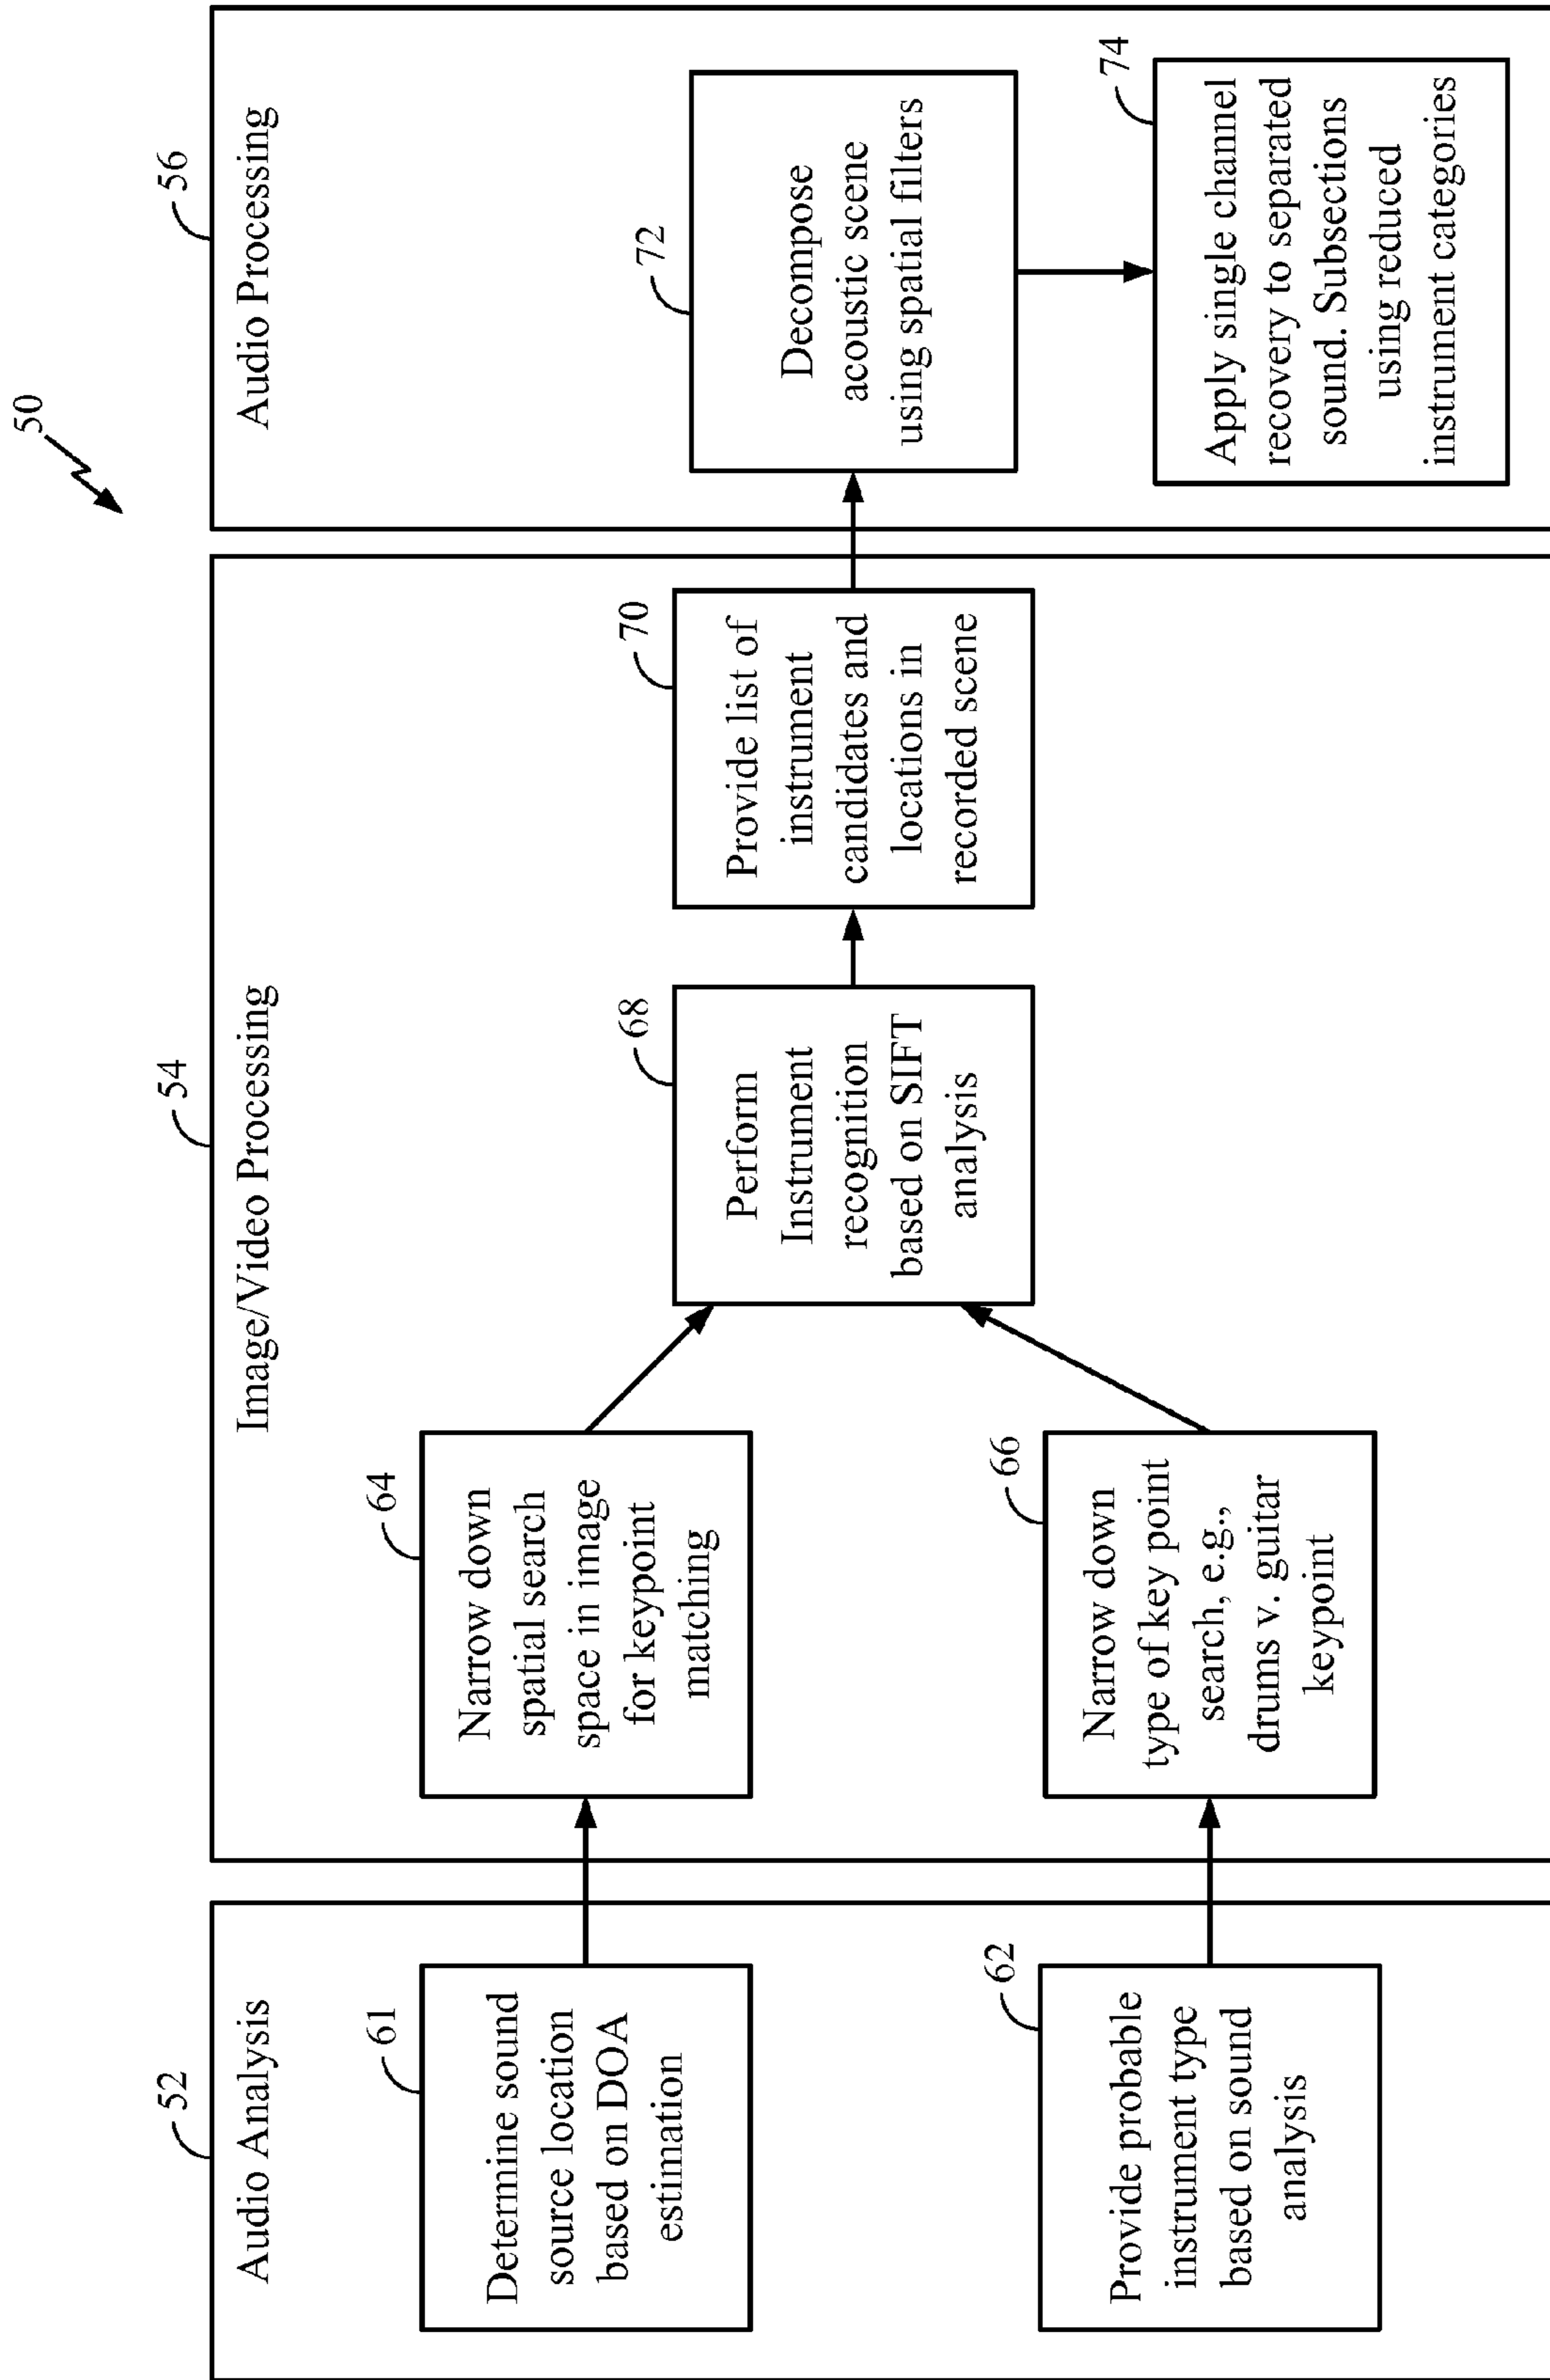 50
52
Audio Analysis
61
Determine sound
source location
based on DOA
estimation
62
Provide probable
instrument type
based on sound
analysis
54
Image/Video Processing
64
Narrow down
spatial search
space in image
for keypoint
matching
66
Narrow down
type of key point
search, e.g.,
drums v. guitar
keypoint
68
Perform
Instrument
recognition
based on SIFT
analysis
70
Provide list of
instrument
candidates and
locations in
recorded scene
56
Audio Processing
72
Decompose
acoustic scene
using spatial filters
74
Apply single channel
recovery to separated
sound. Subsections
using reduced
instrument categories